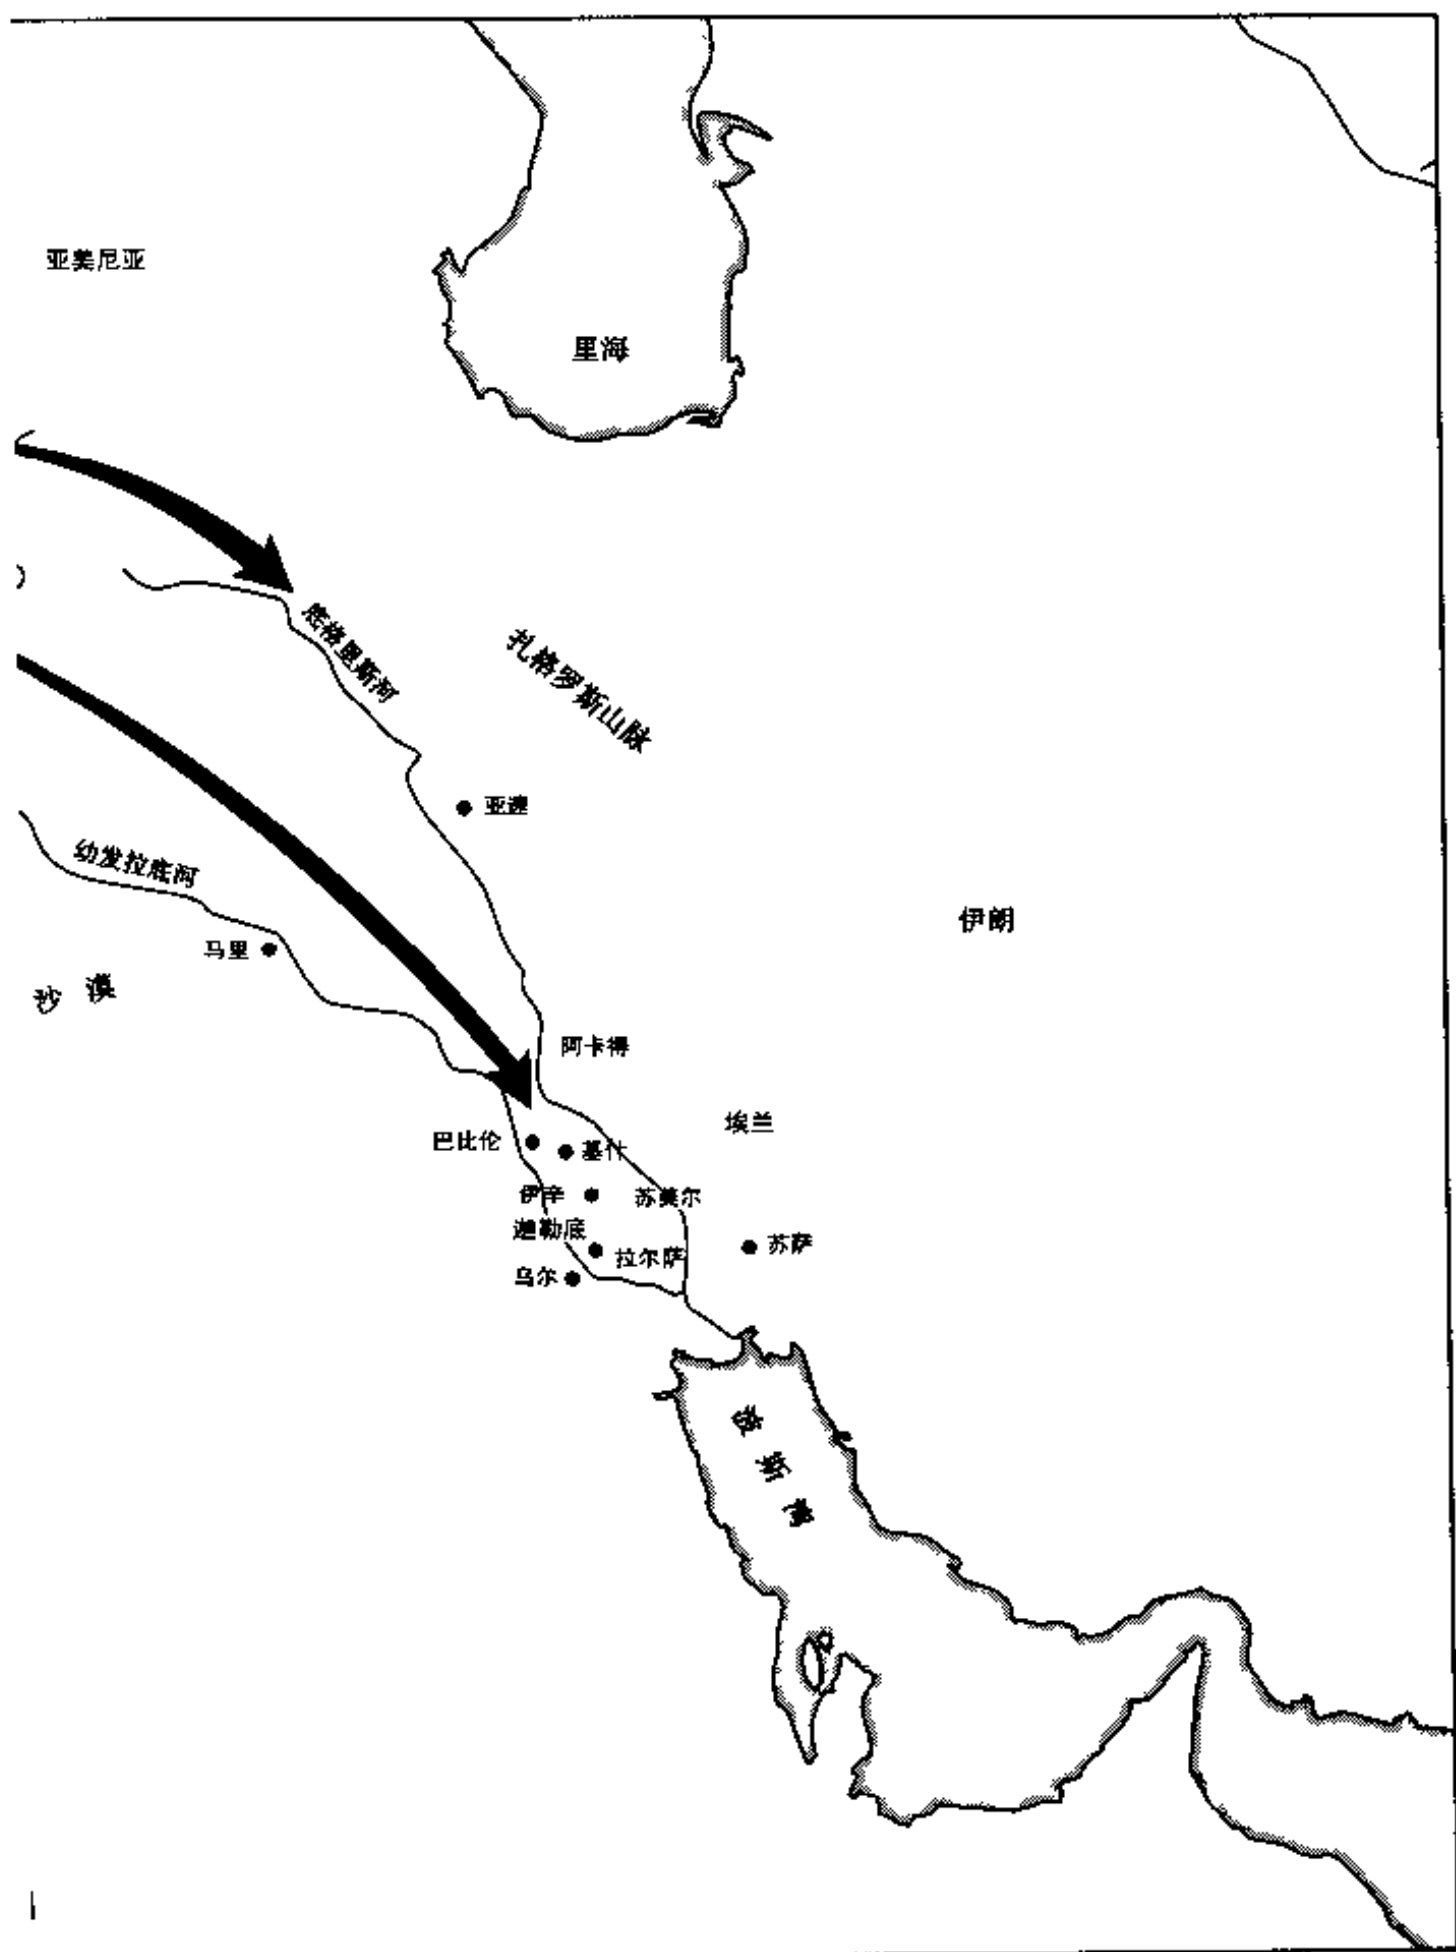 亚美尼亚
里海
底格里斯河
扎格罗斯山脉
亚速
幼发拉底河
伊朗
马里
沙漠
阿卡得
埃兰
巴比伦
基什
伊辛
苏美尔
迦勒底
拉尔萨
苏萨
乌尔
波斯湾